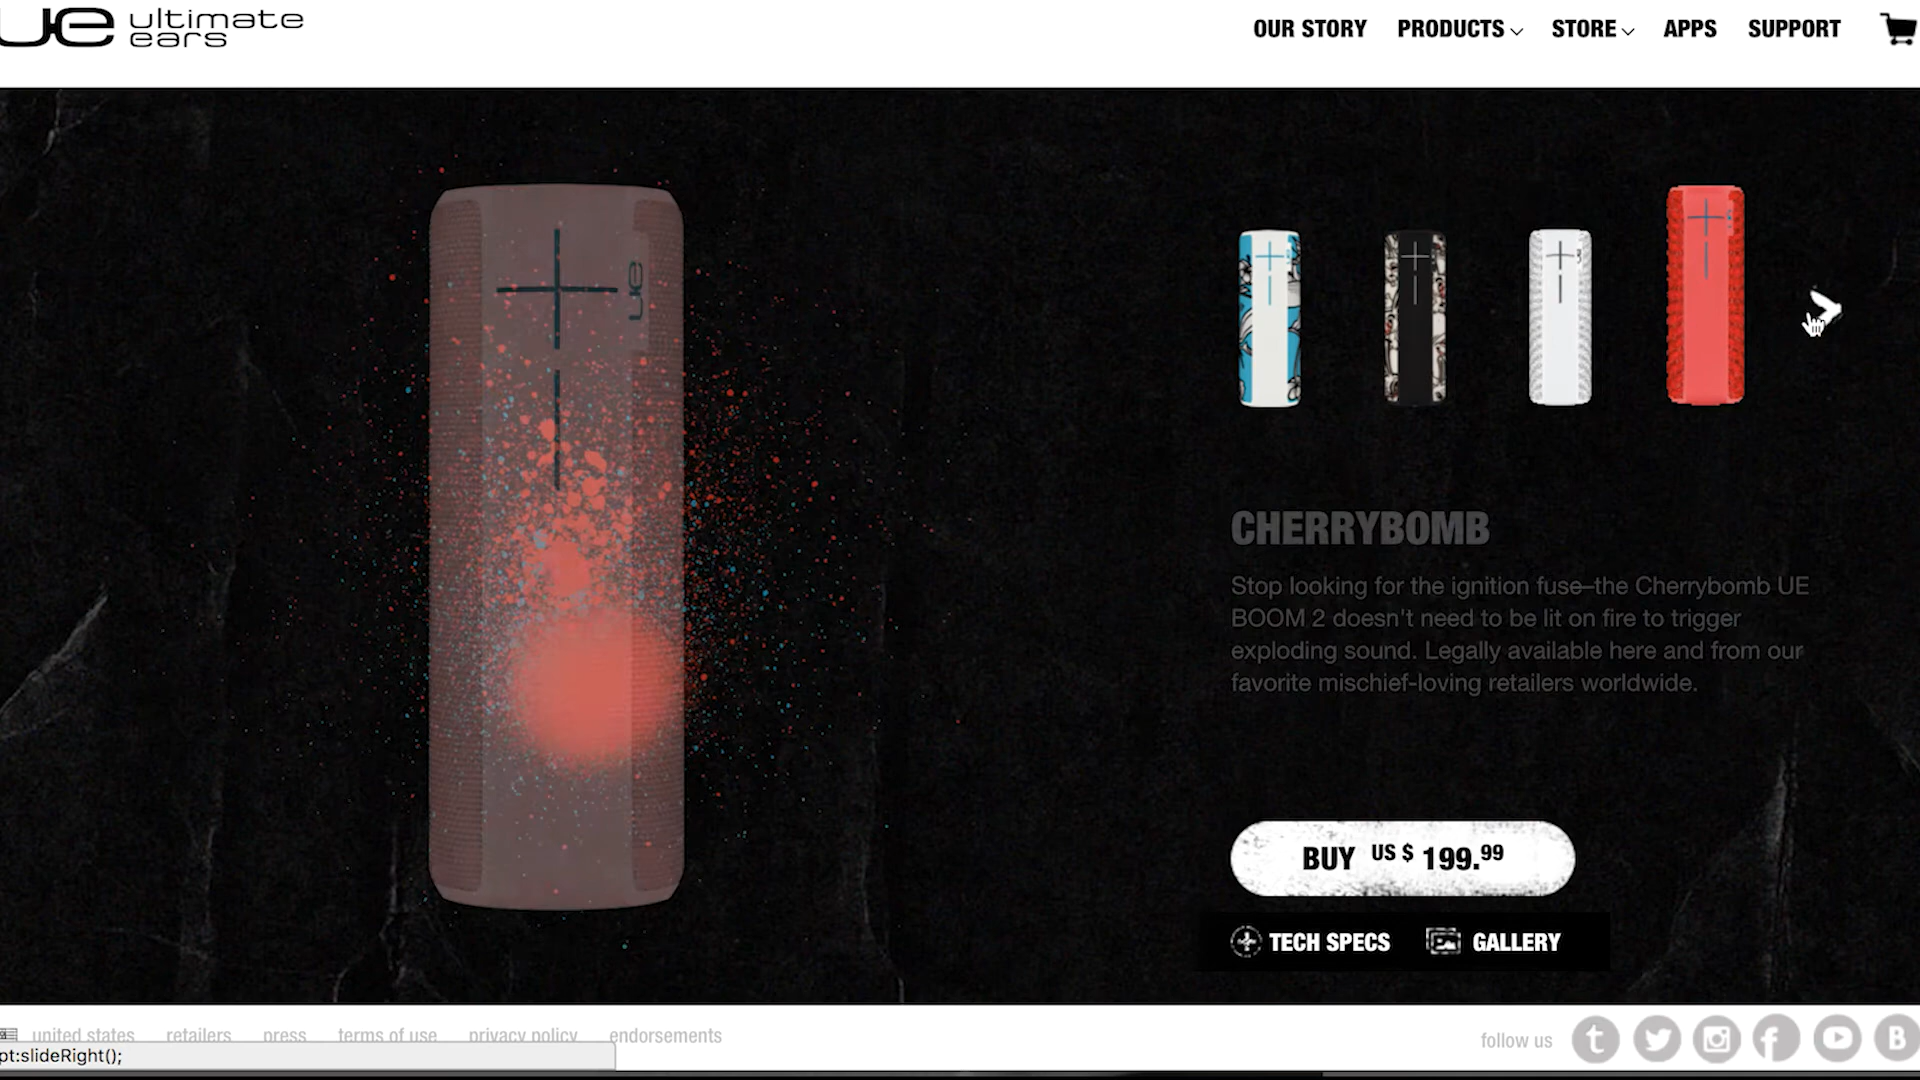 ue ultimate ears
OUR STORY PRODUCTS STORE APPS SUPPORT
ue
CHERRYBOMB
Stop looking for the ignition fuse–the Cherrybomb UE
BOOM 2 doesn't need to be lit on fire to trigger
exploding sound. Legally available here and from our
favorite mischief-loving retailers worldwide.
BUY US $ 199.99
TECH SPECS GALLERY
united states retailers press terms of use privacy policy endorsements
follow us
pt:slideRight();